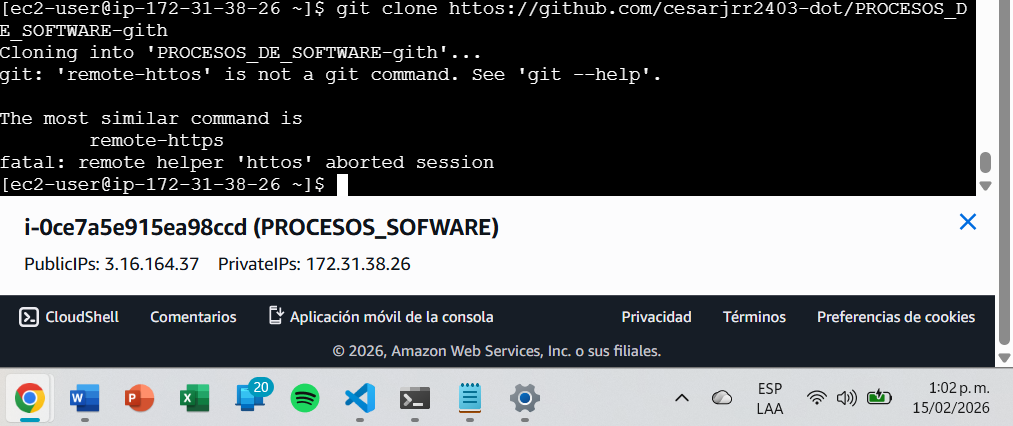 [ec2-user@ip-172-31-38-26 ~]$ git clone httos://github.com/cesarjrr2403-dot/PROCESOS_D
E_SOFTWARE-gith
Cloning into 'PROCESOS_DE_SOFTWARE-gith'...
git: 'remote-httos' is not a git command. See 'git --help'.
The most similar command is
remote-https
fatal: remote helper 'httos' aborted session
[ec2-user@ip-172-31-38-26 ~]$
i-0ce7a5e915ea98ccd (PROCESOS_SOFWARE)
PublicIPs: 3.16.164.37 PrivateIPs: 172.31.38.26
CloudShell Comentarios Aplicación móvil de la consola Privacidad Términos Preferencias de cookies
© 2026, Amazon Web Services, Inc. o sus filiales.
20
ESP
LAA
1:02 p. m.
15/02/2026